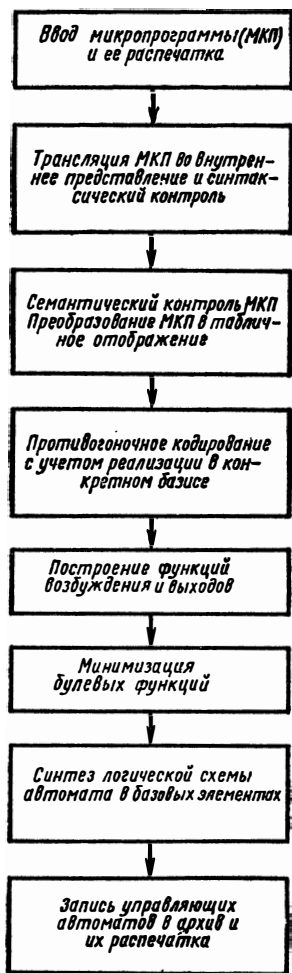 Ввод микропрограммы(МКП)
и ее распечатка
Трансляция МКП во внутрен-
нее представление и синтак-
сический контроль
Семантический контроль МКП
Преобразование МКП в таблич-
ное отображение
Противогоночное кодирование
с учетом реализации в кон-
кретном базисе
Построение функций
возбуждения и выходов
Минимизация
булевых функций
Синтез логической схемы
автомата в базовых элементах
Запись управляющих
автоматов в архив и
их распечатка